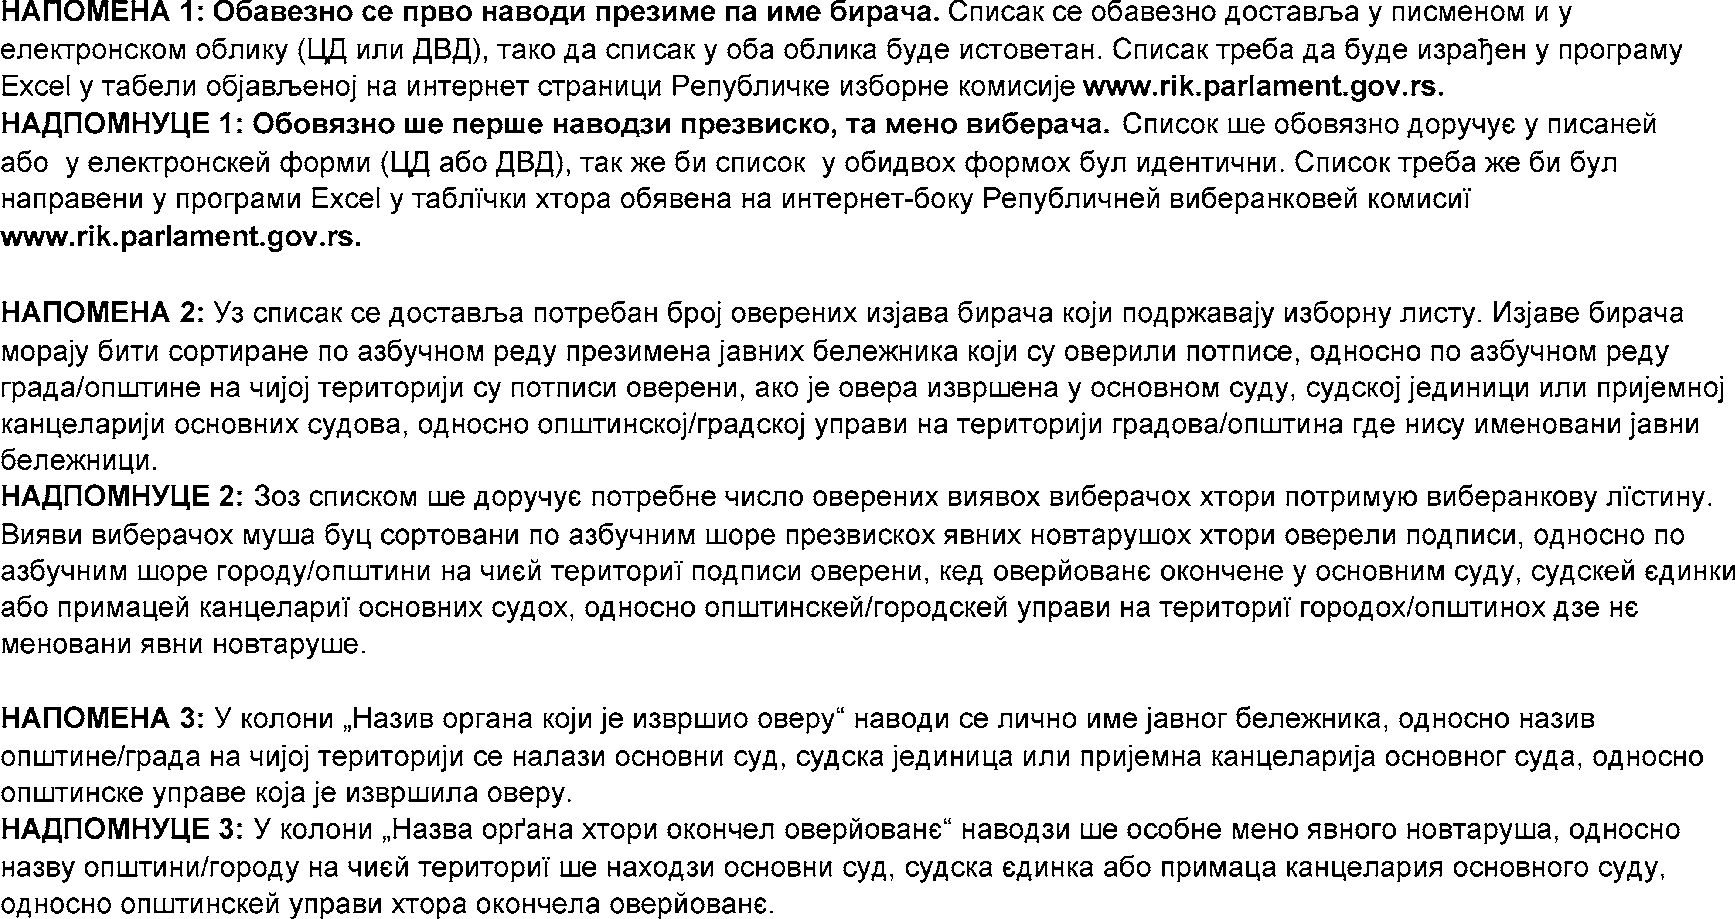 НАПОМЕНА 1: Обавезно се прво наводи презиме па име бирача. Списак се обавезно доставља у писменом и у
електронском облику (ЦД или ДВД), тако да списак у оба облика буде истоветан. Списак треба да буде израђен у програму
Excel у табели објављеној на интернет страници Републичке изборне комисије www.rik.parlament.gov.rs.
НАДПОМНУЦЕ 1: Обовязно ше перше наводзи презвиско, та мено виберача. Список ше обовязно доручує у писаней
або у електронскей форми (ЦД або ДВД), так же би список у обидвох формох бул идентични. Список треба же би бул
направени у програми Excel у таблїчки хтора обявена на интернет-боку Републичней виберанковей комисиї
www.rik.parlament.gov.rs.
НАПОМЕНА 2: Уз списак се доставља потребан број оверених изјава бирача који подржавају изборну листу. Изјаве бирача
морају бити сортиране по азбучном реду презимена јавних бележника који су оверили потписе, односно по азбучном реду
града/општине на чијој територији су потписи оверени, ако је овера извршена у основном суду, судској јединици или пријемној
канцеларији основних судова, односно општинској/градској управи на територији градова/општина где нису именовани јавни
бележници.
НАДПОМНУЦЕ 2: Зоз списком ше доручує потребне число оверених виявох виберачох хтори потримую виберанкову лїстину.
Вияви виберачох муша буц сортовани по азбучним шоре презвискох явних новтарушох хтори оверели подписи, односно по
азбучним шоре городу/општини на чиєй териториї подписи оверени, кед оверйованє окончене у основним суду, судскей єдинки
або примацей канцелариї основних судох, односно општинскей/городскей управи на териториї городох/општинох дзе нє
меновани явни новтаруше.
НАПОМЕНА 3: У колони „Назив органа који је извршио оверу“ наводи се лично име јавног бележника, односно назив
општине/града на чијој територији се налази основни суд, судска јединица или пријемна канцеларија основног суда, односно
општинске управе која је извршила оверу.
НАДПОМНУЦЕ 3: У колони „Назва орґана хтори окончел оверйованє“ наводзи ше особне мено явного новтаруша, односно
назву општини/городу на чиєй териториї ше находзи основни суд, судска єдинка або примаца канцелария основного суду,
односно општинскей управи хтора окончела оверйованє.